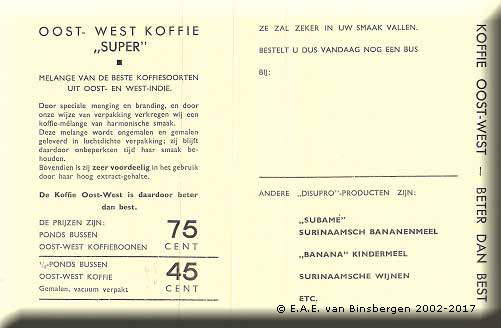 OOST- WEST KOFFIE
„SUPER"
MELANGE VAN DE BESTE KOFFIESOORTEN
UIT OOST- EN WEST-INDIE.
Door speciale menging en branding, en door
onze wijze van verpakking verkregen wij een
koffie-mélange van harmonische smaak.
Deze melange wordt ongemalen en gemalen
geleverd in luchtdichte verpakking; zij blijft
daardoor onbeperkten tijd haar smaak be-
houden.
Bovendien is zij zeer voordeelig in het gebruik
door haar hoog extract-gehalte.
De Koffie Oost-West is daardoor beter
dan best.
DE PRIJZEN ZIJN:
PONDS BUSSEN
OOST-WEST KOFFIEBOONEN
75
CENT
½-PONDS BUSSEN
OOST-WEST KOFFIE
Gemalen, vacuum verpakt
45
CENT
ZE ZAL ZEKER IN UW SMAAK VALLEN.
BESTELT U DUS VANDAAG NOG EEN BUS
BIJ:
ANDERE „DISUPRO"-PRODUCTEN ZIJN:
„SUBAMÉ"
SURINAAMSCH BANANENMEEL
„BANANA" KINDERMEEL
SURINAAMSCHE WIJNEN
ETC.
KOFFIE OOST-WEST — BETER DAN BEST
© E.A.E. van Binsbergen 2002-2017